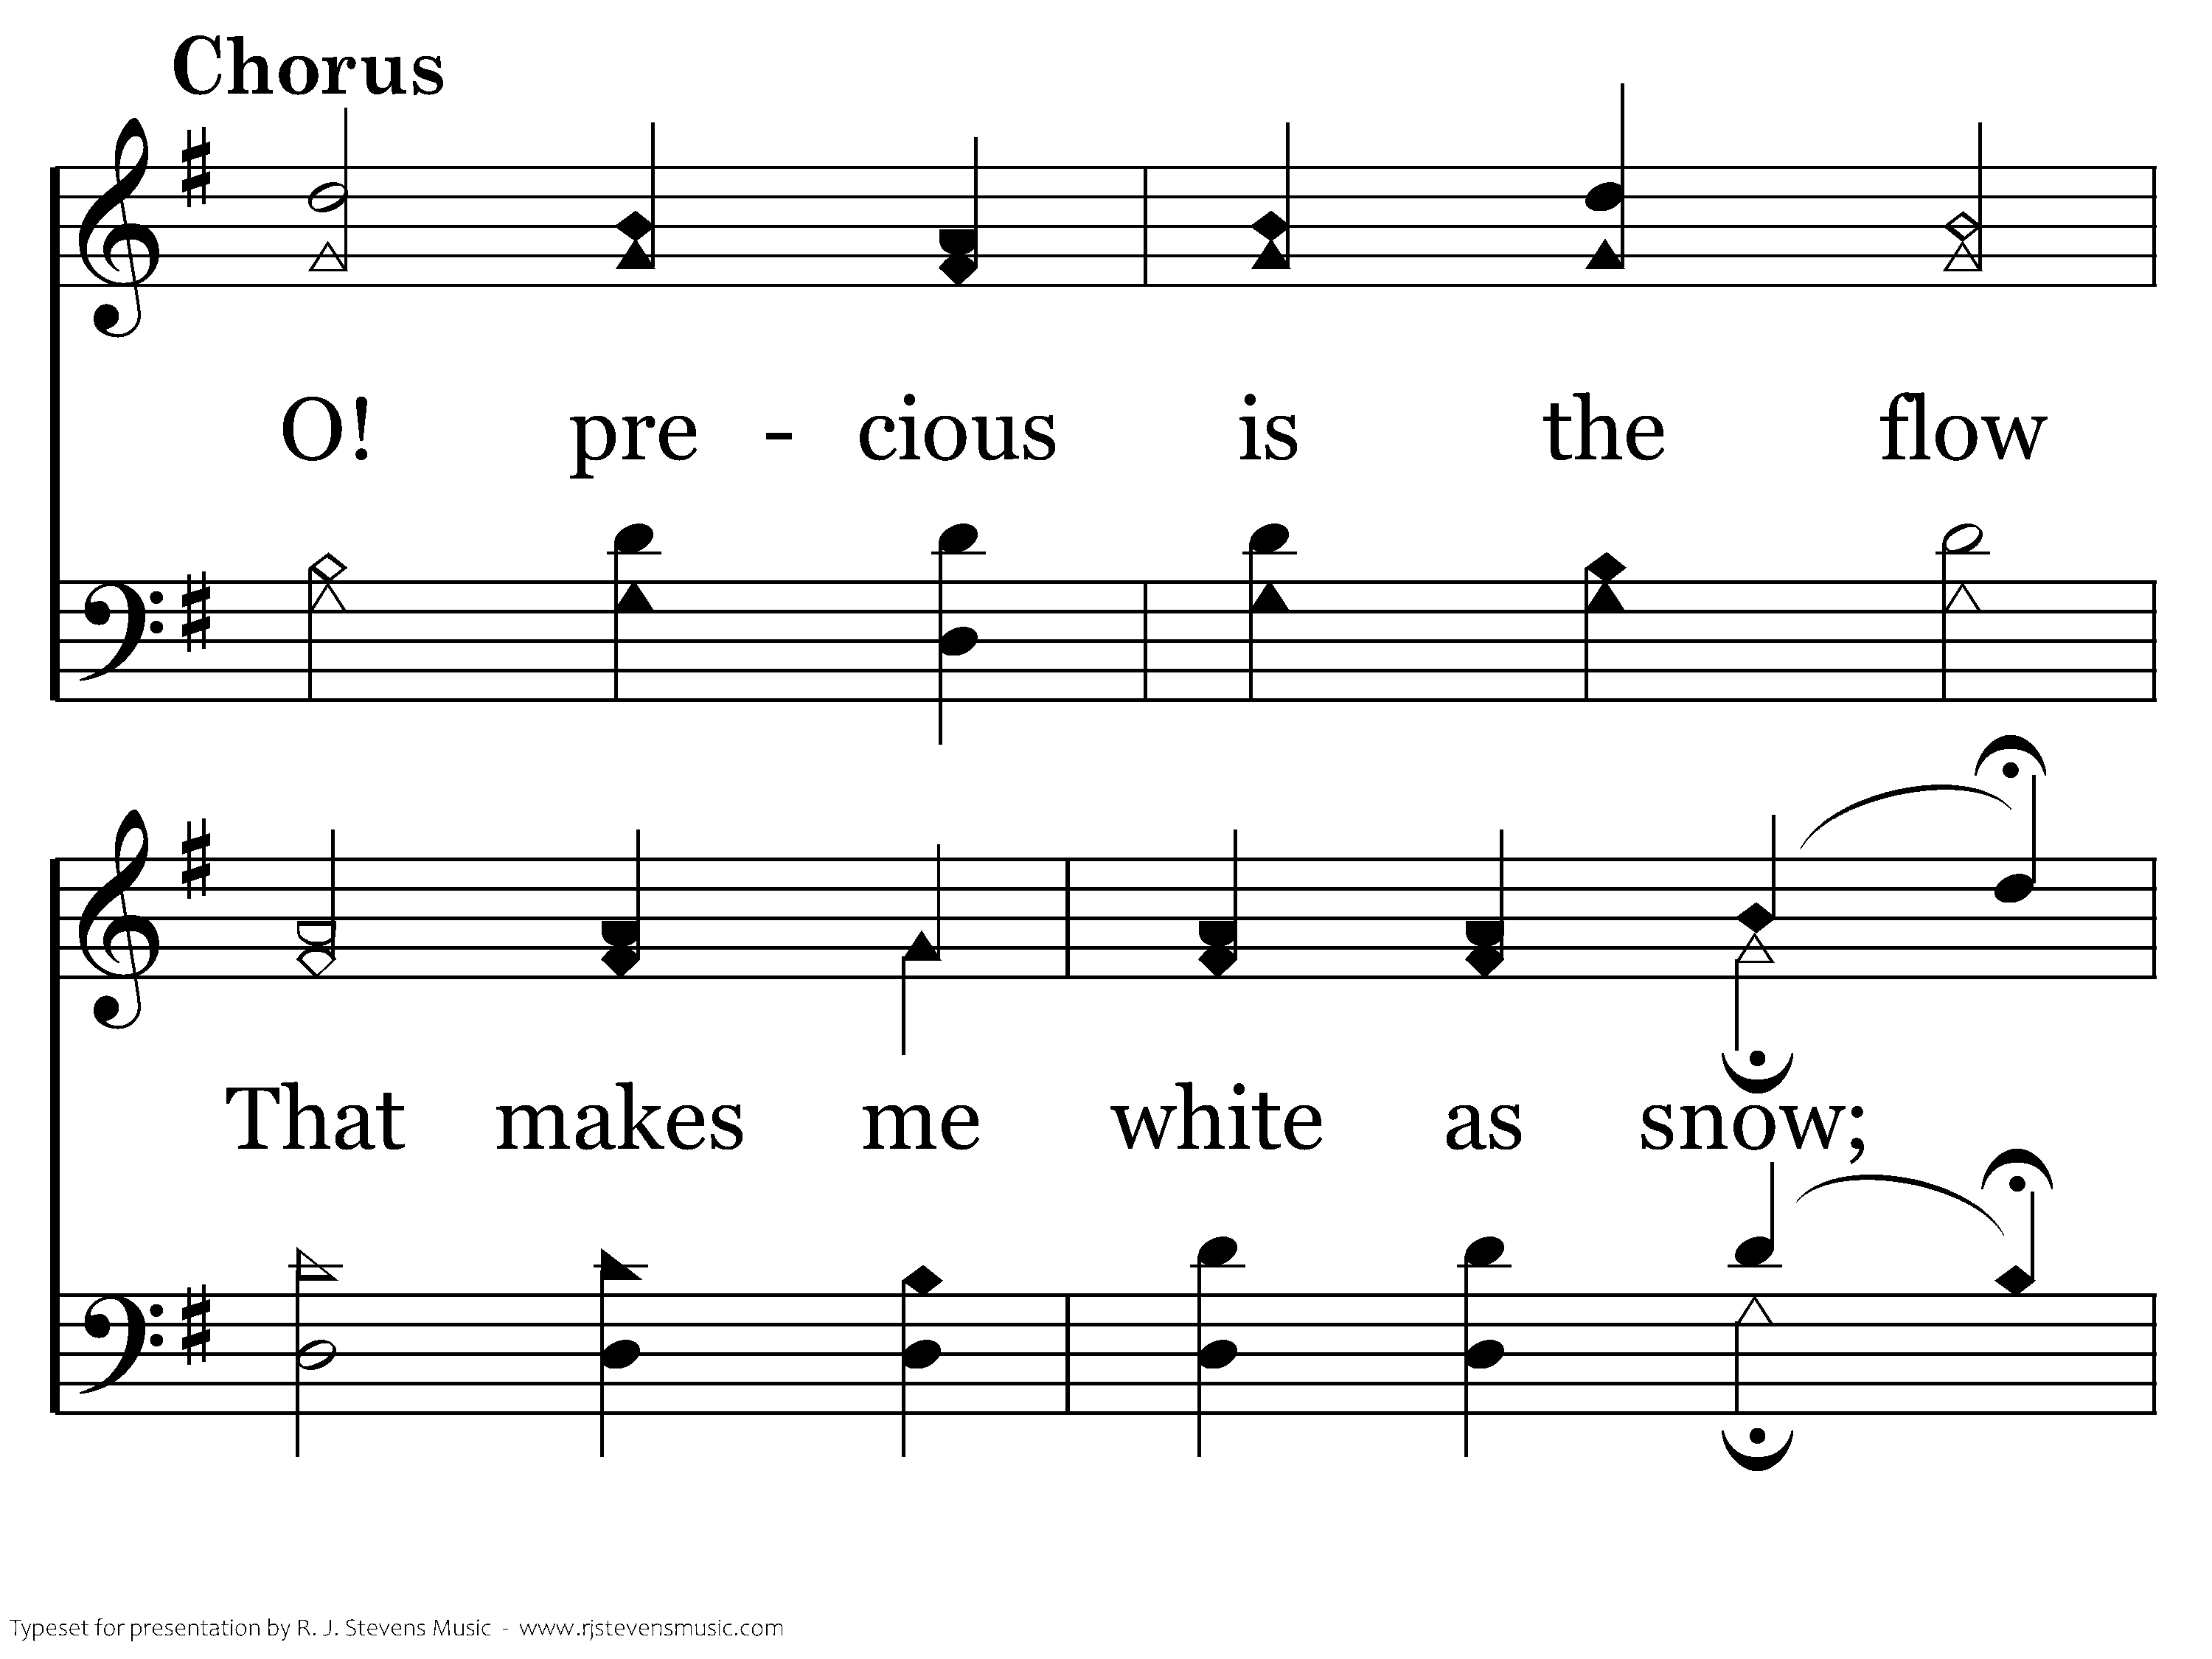 Chorus
O! pre - cious is the flow
That makes me white as snow;
Typeset for presentation by R. J. Stevens Music - www.rjstevensmusic.com